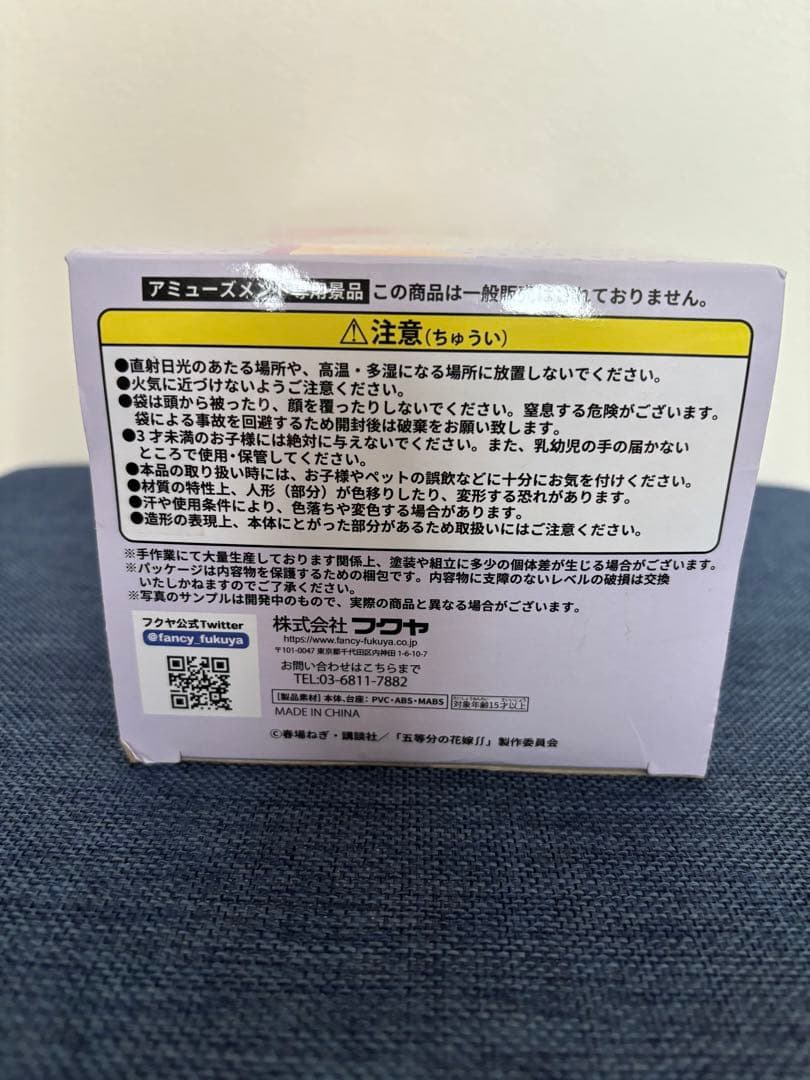 アミューズメント専用景品 この商品は一般販売はされておりません。
⚠注意(ちゅうい)
●直射日光のあたる場所や、高温・多湿になる場所に放置しないでください。
●火気に近づけないようご注意ください。
●袋は頭から被ったり、顔を覆ったりしないでください。窒息する危険がございます。
袋による事故を回避するため開封後は破棄をお願い致します。
●3才未満のお子様には絶対に与えないでください。また、乳幼児の手の届かない
ところで使用・保管してください。
●本品の取り扱い時には、お子様やペットの誤飲などに十分にお気を付けください。
●材質の特性上、人形（部分）が色移りしたり、変形する恐れがあります。
●汗や使用条件により、色落ちや変色する場合があります。
●造形の表現上、本体にとがった部分があるため取扱いにはご注意ください。
※手作業にて大量生産しております関係上、塗装や組立に多少の個体差が生じる場合がございます。
※パッケージは内容物を保護するための梱包です。内容物に支障のないレベルの破損は交換
いたしかねますのでご了承ください。
※写真のサンプルは開発中のもので、実際の商品と異なる場合がございます。
フクヤ公式Twitter
@fancy_fukuya
株式会社フクヤ
https://www.fancy-fukuya.co.jp
〒101-0047 東京都千代田区内神田 1-6-10-7
お問い合わせはこちらまで
TEL:03-6811-7882
［製品素材］本体、台座：PVC・ABS・MABS
対象年齢15才以上
MADE IN CHINA
©春場ねぎ・講談社／「五等分の花嫁∬」製作委員会